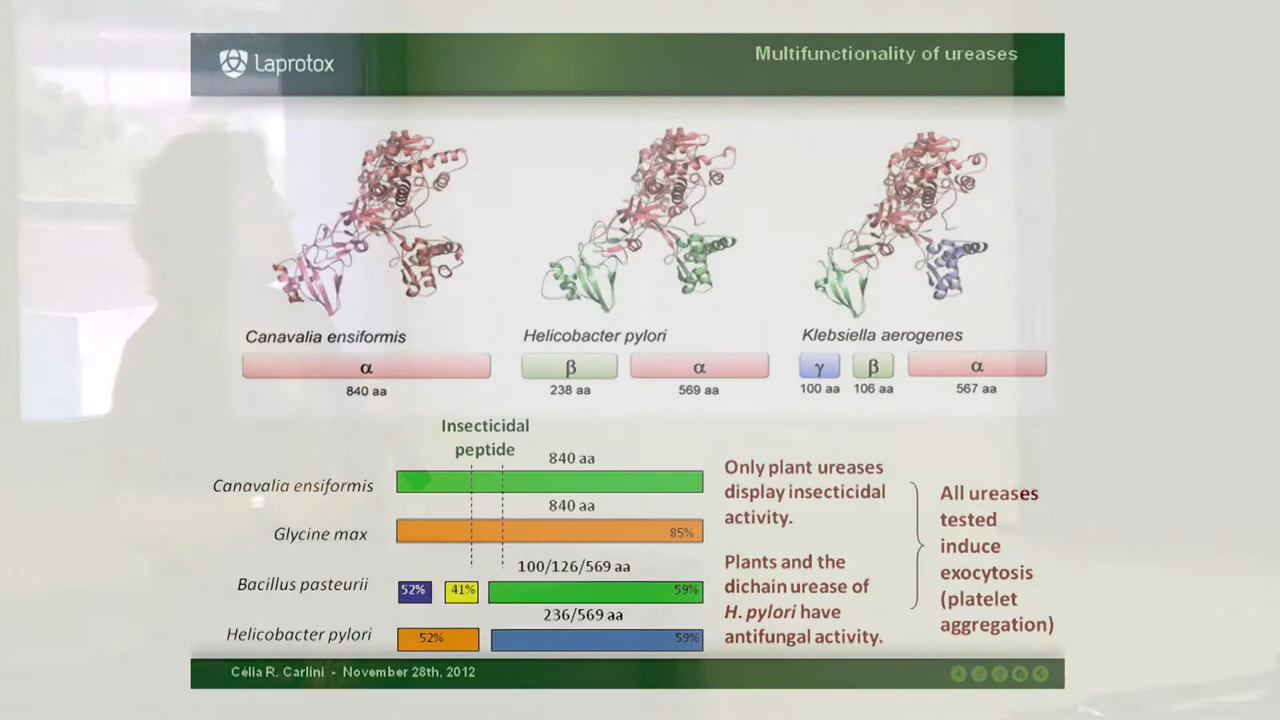 Laprotox
Multifunctionality of ureases
Canavalia ensiformis
Helicobacter pylori
Klebsiella aerogenes
α
β
α
γ
β
α
840 aa
238 aa
569 aa
100 aa
106 aa
567 aa
Insecticidal
peptide
840 aa
Canavalia ensiformis
840 aa
Glycine max
85%
100/126/569 aa
Bacillus pasteurii
52%
41%
59%
236/569 aa
Helicobacter pylori
52%
59%
Only plant ureases
display insecticidal
activity.
Plants and the
dichain urease of
H. pylori have
antifungal activity.
All ureases
tested
induce
exocytosis
(platelet
aggregation)
Célia R. Carlini - November 28th, 2012